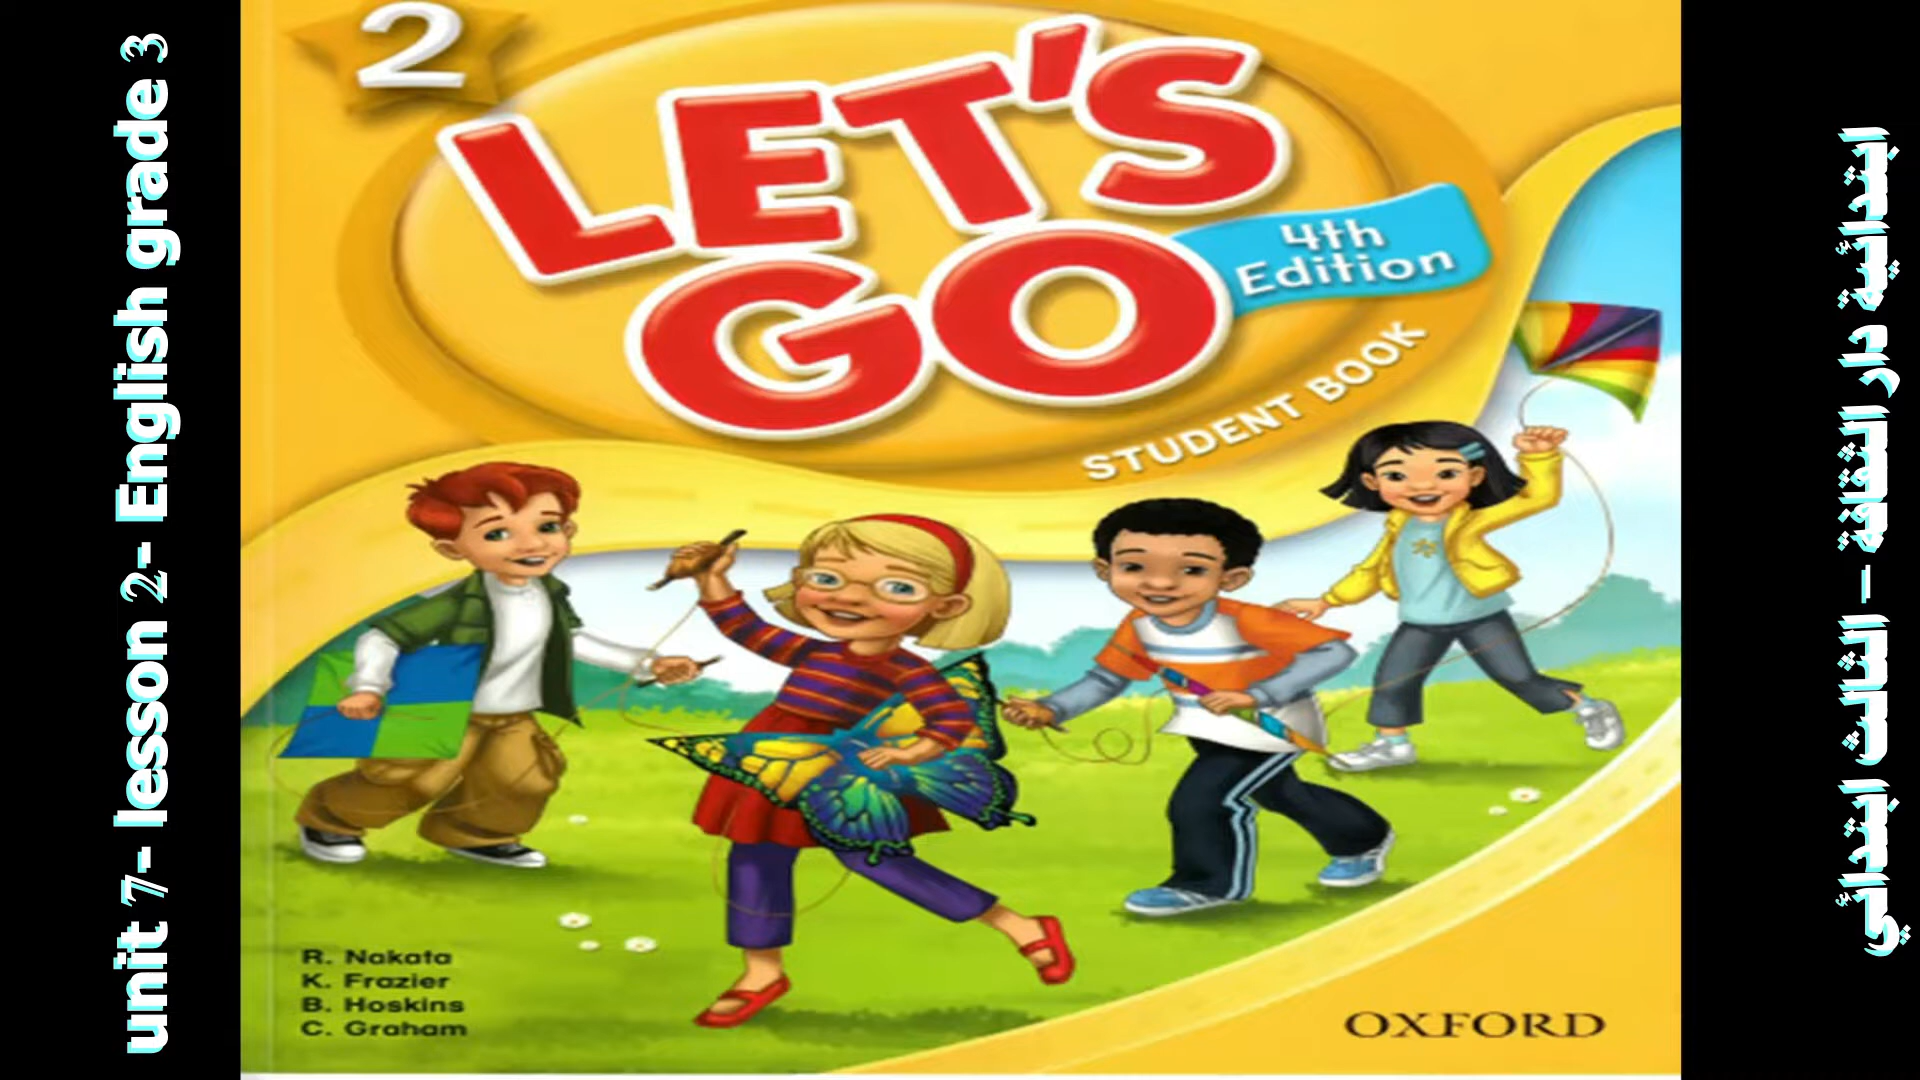 unit 7- lesson 2- English grade 3
2
LET'S
GO
4th
Edition
STUDENT BOOK
R. Nakata
K. Frazier
B. Hoskins
C. Graham
OXFORD
ابتدائية دار الثقافة – الثالث ابتدائي